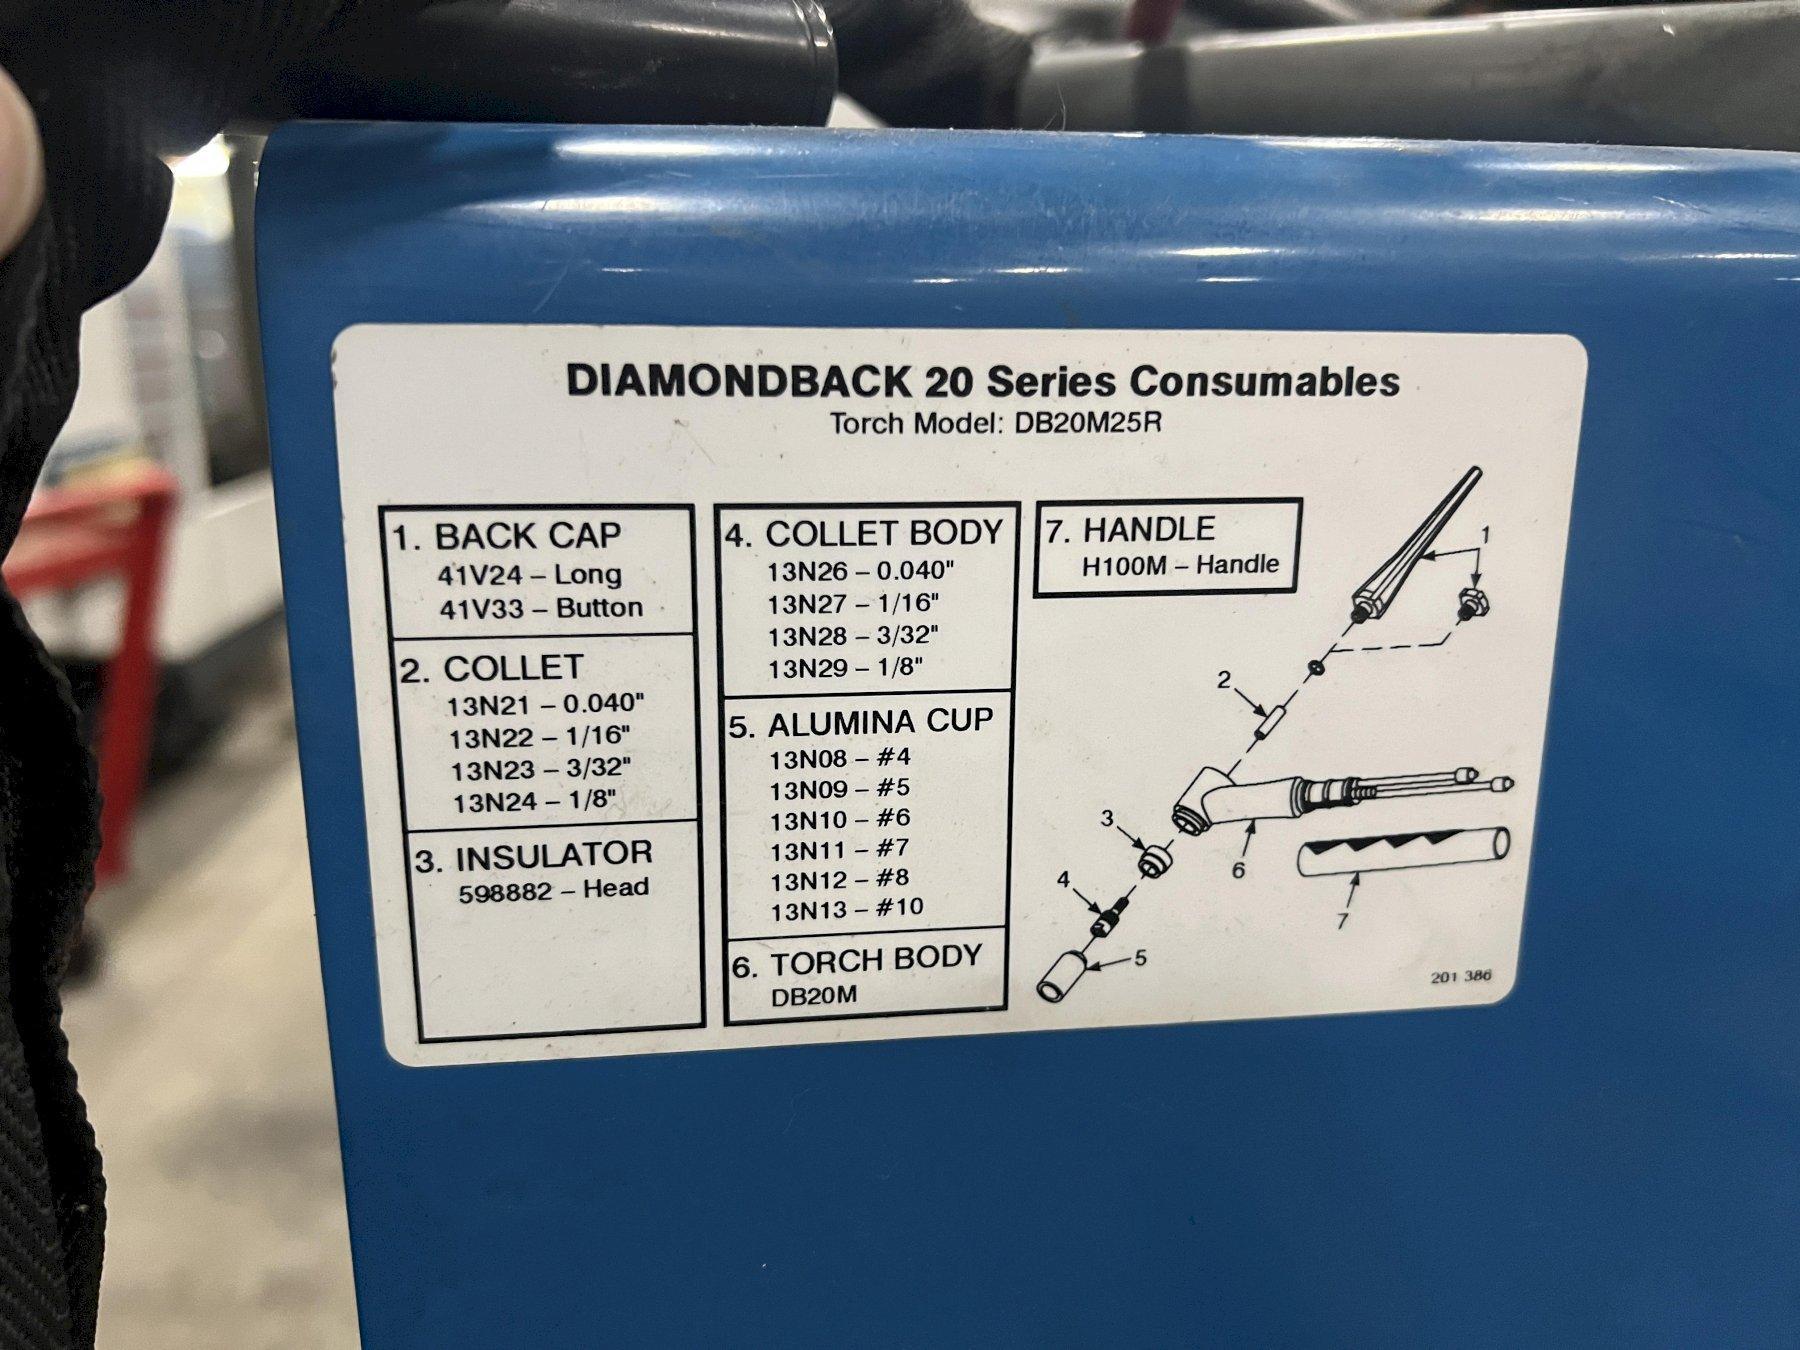 DIAMONDBACK 20 Series Consumables
Torch Model: DB20M25R
1. BACK CAP
41V24 – Long
41V33 – Button
2. COLLET
13N21 – 0.040"
13N22 – 1/16"
13N23 – 3/32"
13N24 – 1/8"
3. INSULATOR
598882 – Head
4. COLLET BODY
13N26 – 0.040"
13N27 – 1/16"
13N28 – 3/32"
13N29 – 1/8"
5. ALUMINA CUP
13N08 – #4
13N09 – #5
13N10 – #6
13N11 – #7
13N12 – #8
13N13 – #10
6. TORCH BODY
DB20M
7. HANDLE
H100M – Handle
1
2
3
4
5
6
7
201 386